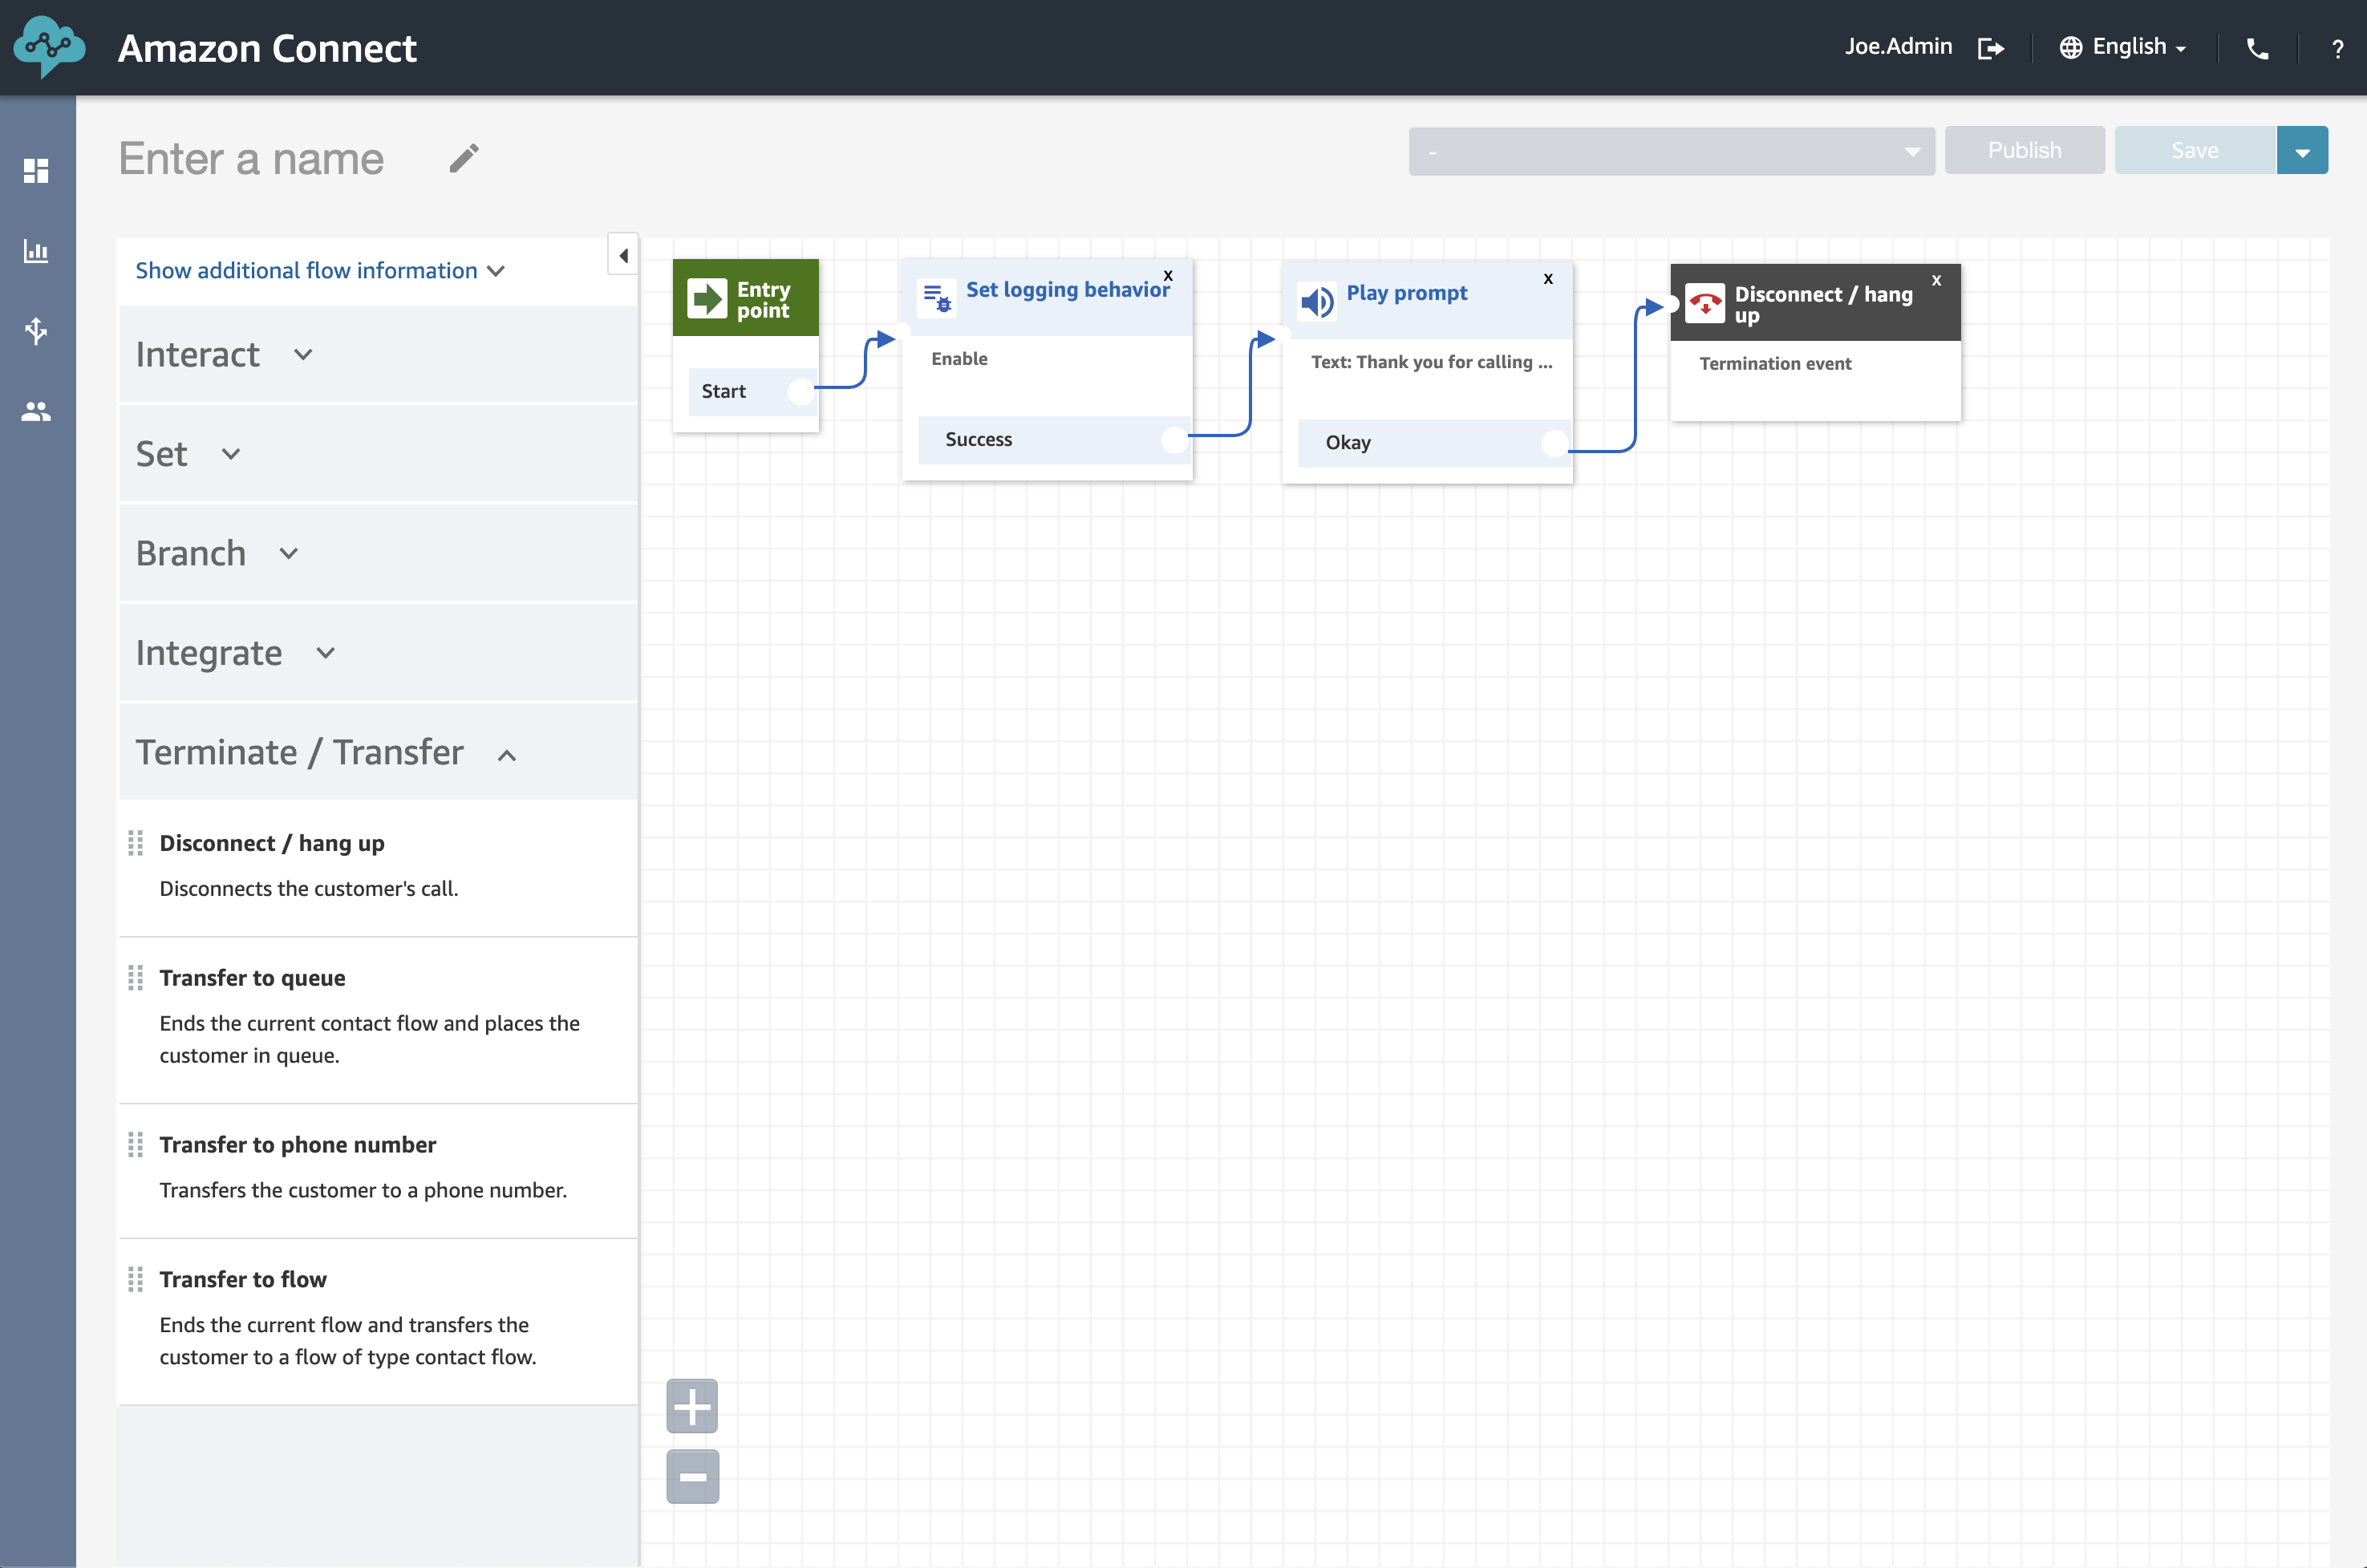 Amazon Connect
Joe.Admin
English
?
Enter a name
-
Publish
Save
Show additional flow information
Interact
Set
Branch
Integrate
Terminate / Transfer
Disconnect / hang up
Disconnects the customer's call.
Transfer to queue
Ends the current contact flow and places the
customer in queue.
Transfer to phone number
Transfers the customer to a phone number.
Transfer to flow
Ends the current flow and transfers the
customer to a flow of type contact flow.
Entry
point
Start
Set logging behavior
x
Enable
Success
Play prompt
x
Text: Thank you for calling ...
Okay
Disconnect / hang
up
x
Termination event